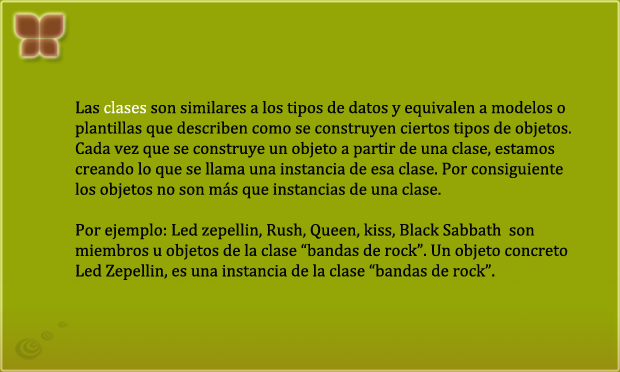 Las clases son similares a los tipos de datos y equivalen a modelos o
plantillas que describen como se construyen ciertos tipos de objetos.
Cada vez que se construye un objeto a partir de una clase, estamos
creando lo que se llama una instancia de esa clase. Por consiguiente
los objetos no son más que instancias de una clase.
Por ejemplo: Led zepellin, Rush, Queen, kiss, Black Sabbath son
miembros u objetos de la clase “bandas de rock”. Un objeto concreto
Led Zepellin, es una instancia de la clase “bandas de rock”.